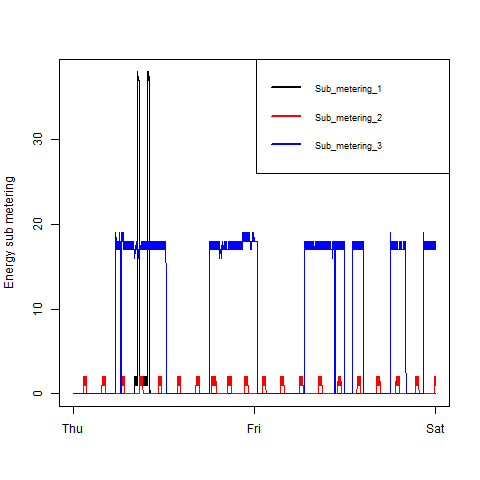 Sub_metering_1
Sub_metering_2
Sub_metering_3
Energy sub metering
30
20
10
0
Thu
Fri
Sat